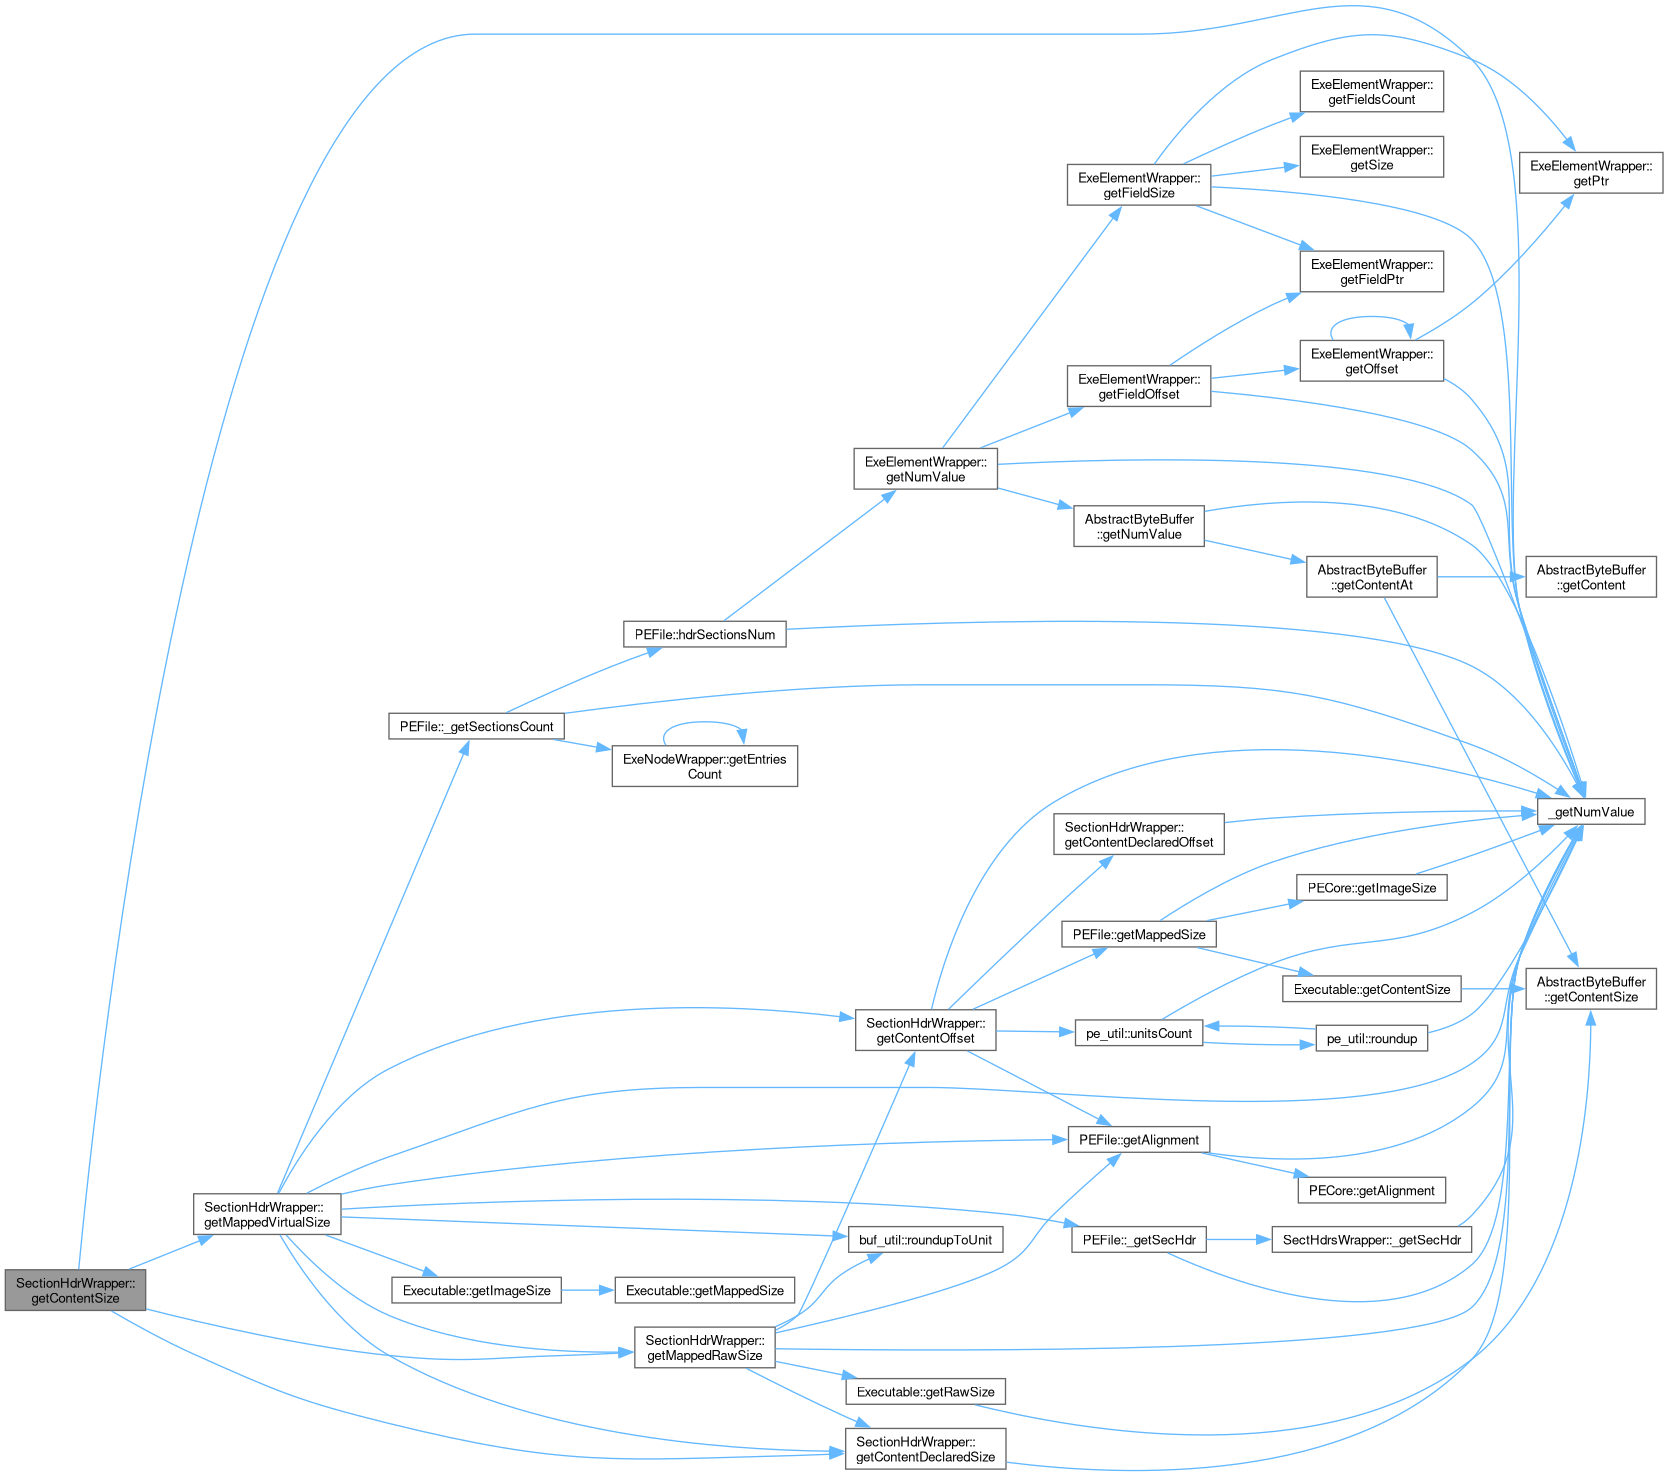 ExeElementWrapper::
getFieldsCount
ExeElementWrapper::
getSize
ExeElementWrapper::
getPtr
ExeElementWrapper::
getFieldSize
ExeElementWrapper::
getFieldPtr
ExeElementWrapper::
getOffset
ExeElementWrapper::
getFieldOffset
ExeElementWrapper::
getNumValue
AbstractByteBuffer
::getNumValue
AbstractByteBuffer
::getContentAt
AbstractByteBuffer
::getContent
PEFile::hdrSectionsNum
PEFile::_getSectionsCount
ExeNodeWrapper::getEntries
Count
_getNumValue
SectionHdrWrapper::
getContentDeclaredOffset
PECore::getImageSize
PEFile::getMappedSize
Executable::getContentSize
AbstractByteBuffer
::getContentSize
SectionHdrWrapper::
getContentOffset
pe_util::unitsCount
pe_util::roundup
PEFile::getAlignment
PECore::getAlignment
SectionHdrWrapper::
getMappedVirtualSize
buf_util::roundupToUnit
PEFile::_getSecHdr
SectHdrsWrapper::_getSecHdr
SectionHdrWrapper::
getContentSize
Executable::getImageSize
Executable::getMappedSize
SectionHdrWrapper::
getMappedRawSize
Executable::getRawSize
SectionHdrWrapper::
getContentDeclaredSize